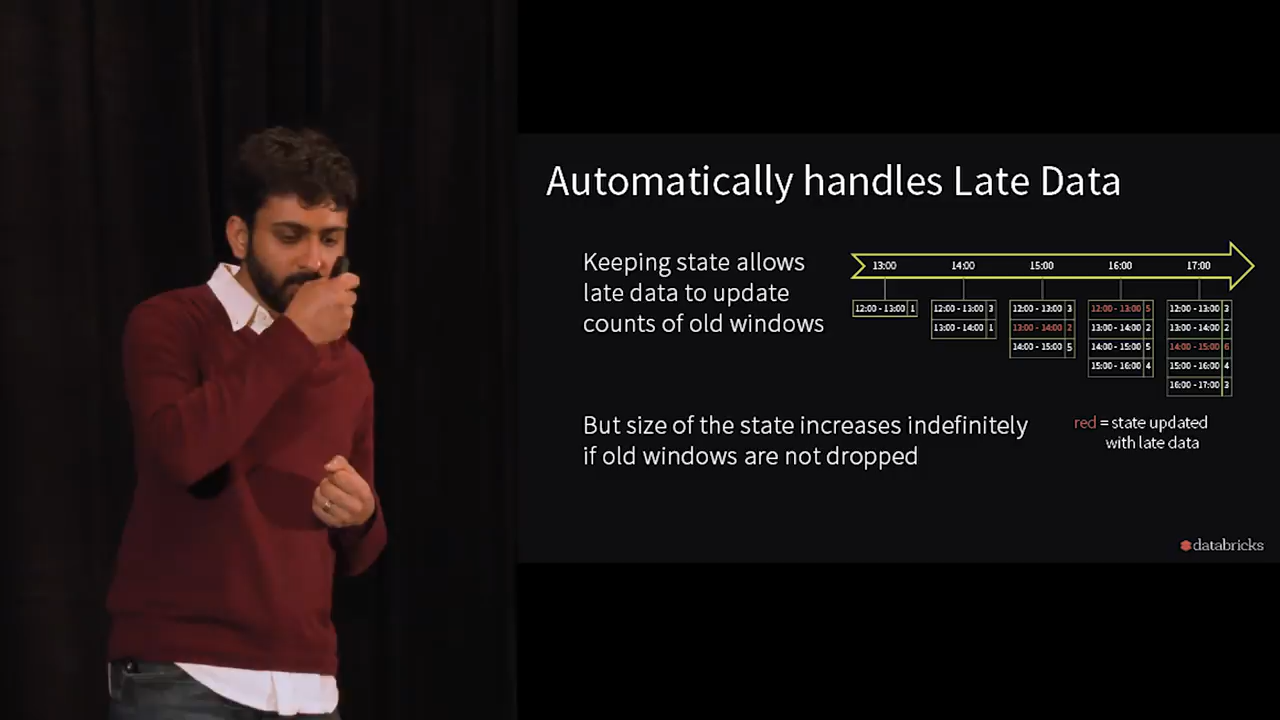 Automatically handles Late Data
Keeping state allows
late data to update
counts of old windows
13:00 14:00 15:00 16:00 17:00
12:00 - 13:00 1
12:00 - 13:00 3
13:00 - 14:00 1
12:00 - 13:00 3
13:00 - 14:00 2
14:00 - 15:00 5
12:00 - 13:00 5
13:00 - 14:00 2
14:00 - 15:00 5
15:00 - 16:00 4
12:00 - 13:00 3
13:00 - 14:00 2
14:00 - 15:00 6
15:00 - 16:00 4
16:00 - 17:00 3
But size of the state increases indefinitely
if old windows are not dropped
red = state updated
with late data
databricks